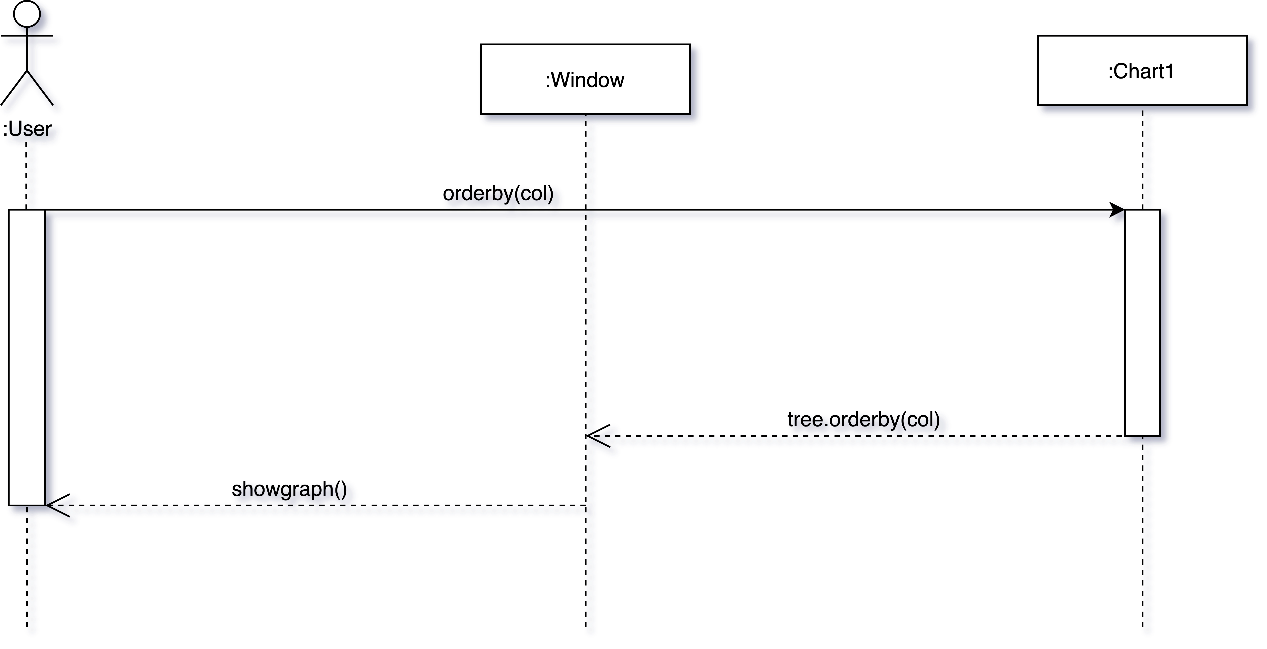 :User
:Window
:Chart1
orderby(col)
tree.orderby(col)
showgraph()